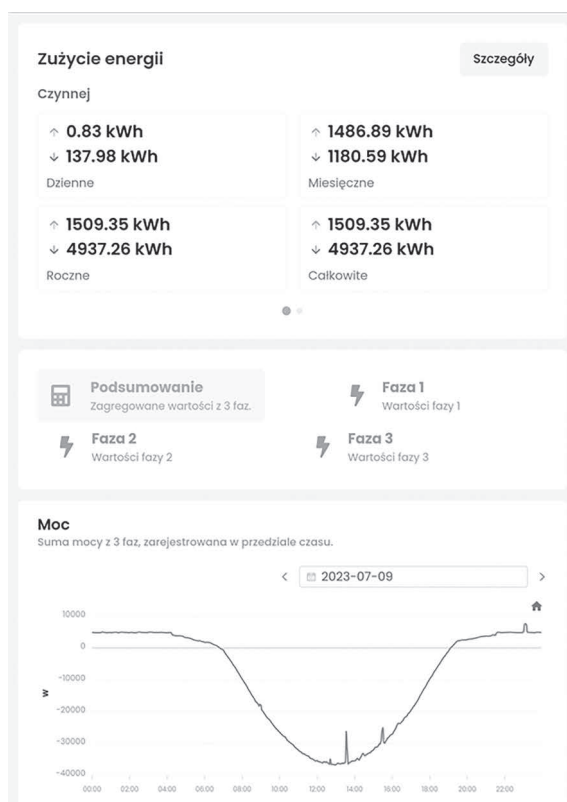 Zużycie energii
Szczegóły
Czynnej
↑ 0.83 kWh
↓ 137.98 kWh
Dzienne
↑ 1486.89 kWh
↓ 1180.59 kWh
Miesięczne
↑ 1509.35 kWh
↓ 4937.26 kWh
Roczne
↑ 1509.35 kWh
↓ 4937.26 kWh
Całkowite
Podsumowanie
Zagregowane wartości z 3 faz.
Faza 1
Wartości fazy 1
Faza 2
Wartości fazy 2
Faza 3
Wartości fazy 3
Moc
Suma mocy z 3 faz, zarejestrowana w przedziale czasu.
2023-07-09
10000
0
-10000
-20000
-30000
-40000
W
00:00 02:00 04:00 06:00 08:00 10:00 12:00 14:00 16:00 18:00 20:00 22:00